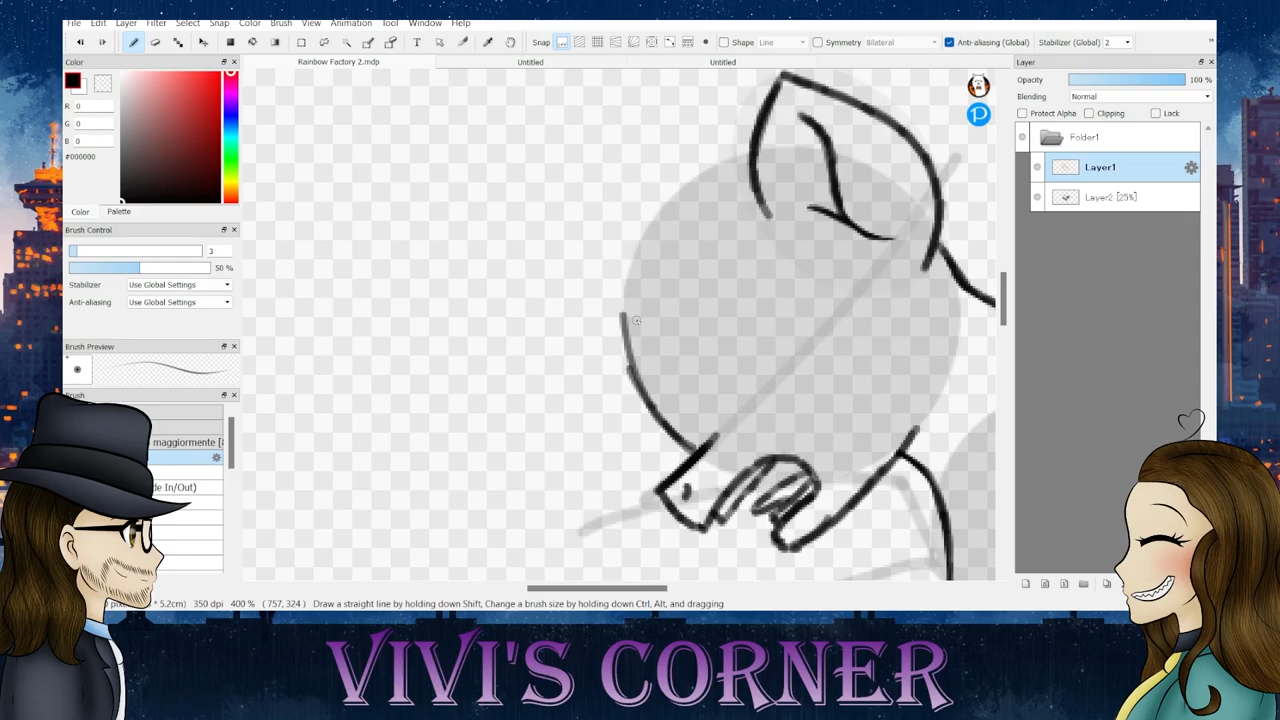 File Edit Layer Filter Select Snap Color Brush View Animation Tool Window Help
Snap Shape Line Symmetry Bilateral Anti-aliasing (Global) Stabilizer (Global) 2
Color
Rainbow Factory 2.mdp Untitled Untitled
Layer
R 0
G 0
B 0
#000000
Color Palette
Opacity 100 %
Blending Normal
Protect Alpha Clipping Lock
Folder1
Layer1
Layer2 [25%]
Brush Control
3
50 %
Stabilizer Use Global Settings
Anti-aliasing Use Global Settings
Brush Preview
Brush
maggiormente [
de In/Out)
* 5.2cm) 350 dpi 400 % ( 757, 324 ) Draw a straight line by holding down Shift, Change a brush size by holding down Ctrl, Alt, and dragging
VIVI'S CORNER